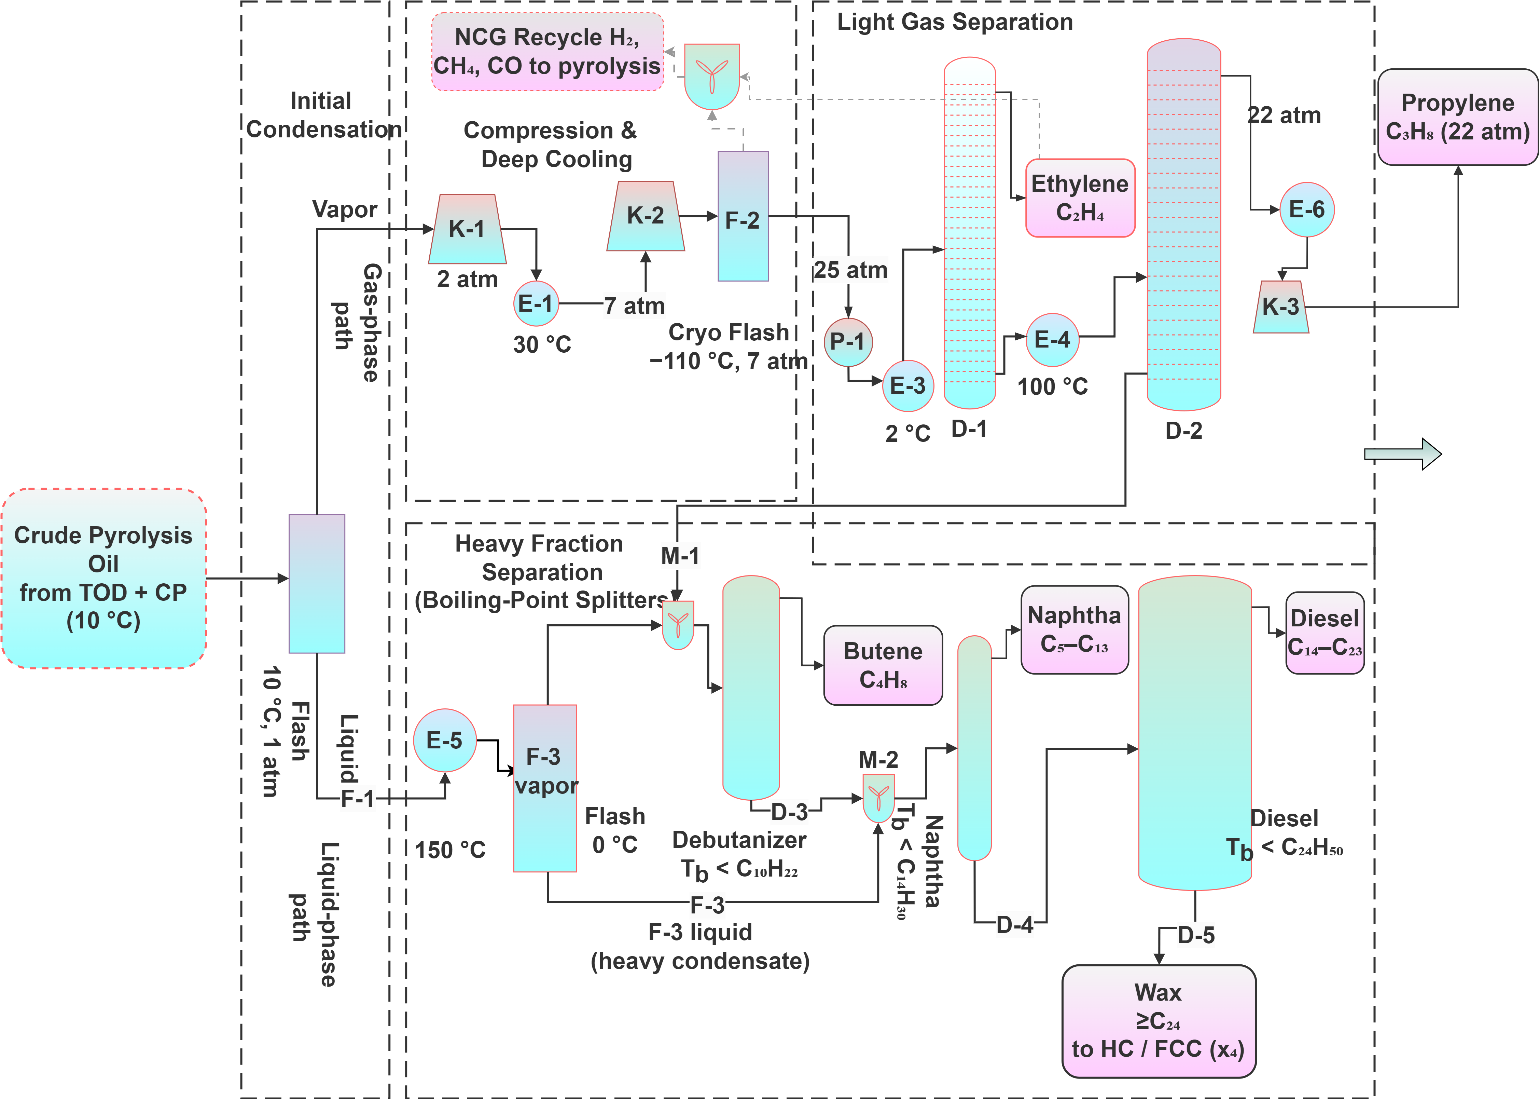 Crude Pyrolysis
Oil
from TOD + CP
(10 °C)
Initial
Condensation
Vapor
Gas-phase
path
10 °C, 1 atm
Flash
Liquid
F-1
Liquid-phase
path
NCG Recycle H₂,
CH₄, CO to pyrolysis
Compression &
Deep Cooling
K-1
2 atm
E-1
30 °C
7 atm
K-2
F-2
Cryo Flash
−110 °C, 7 atm
Light Gas Separation
25 atm
P-1
E-3
2 °C
D-1
Ethylene
C₂H₄
E-4
100 °C
D-2
22 atm
E-6
K-3
Propylene
C₃H₈ (22 atm)
Heavy Fraction
Separation
(Boiling-Point Splitters
M-1
E-5
150 °C
F-3
vapor
Flash
0 °C
F-3
F-3 liquid
(heavy condensate)
Butene
C₄H₈
D-3
Debutanizer
Tb < C₁₀H₂₂
M-2
Naphtha
Tb < C₁₄H₃₀
Naphtha
C₅–C₁₃
D-4
Diesel
C₁₄–C₂₃
Diesel
Tb < C₂₄H₅₀
D-5
Wax
≥C₂₄
to HC / FCC (x₄)